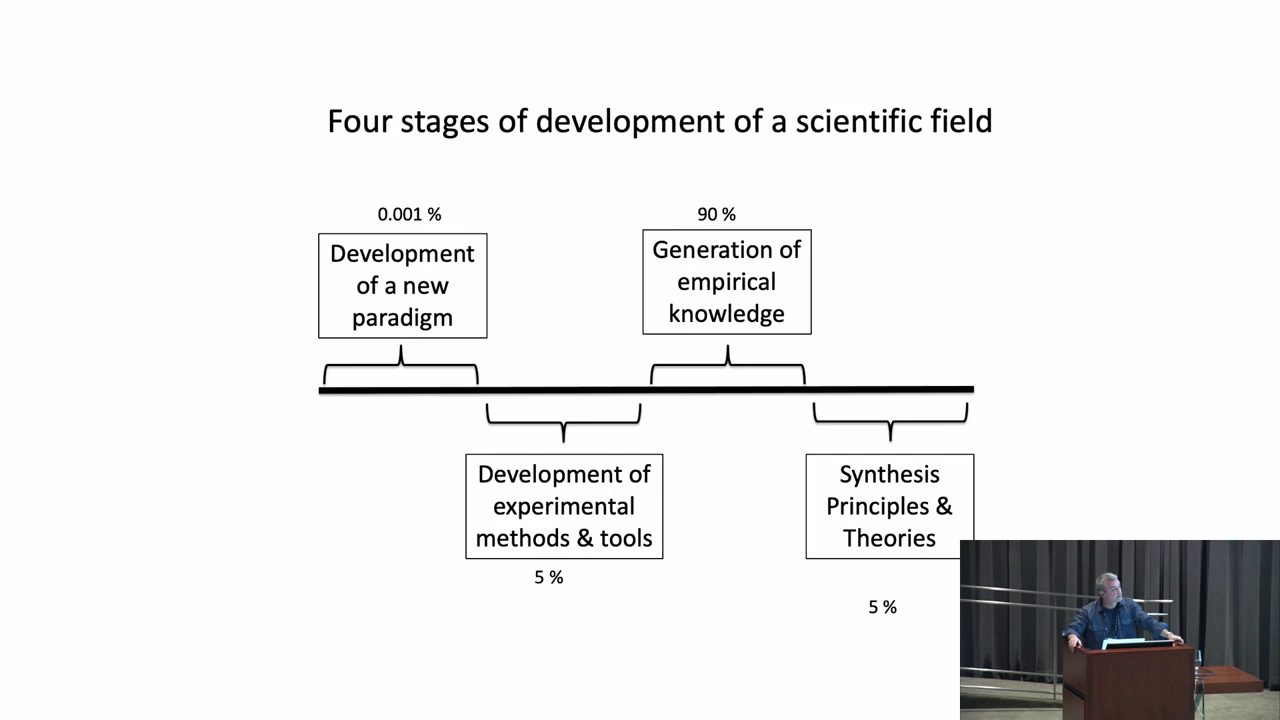 Four stages of development of a scientific field
0.001 %
Development
of a new
paradigm
90 %
Generation of
empirical
knowledge
Development of
experimental
methods & tools
5 %
Synthesis
Principles &
Theories
5 %